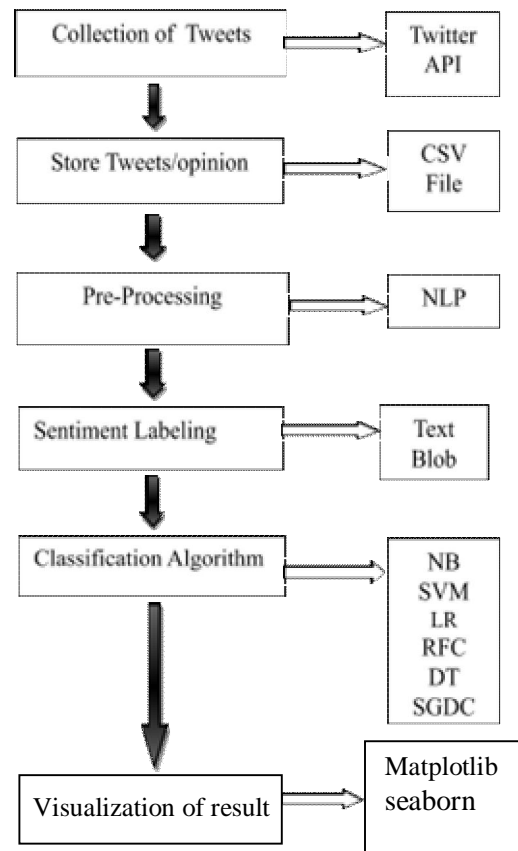 Collection of Tweets
Twitter
API
Store Tweets/opinion
CSV
File
Pre-Processing
NLP
Sentiment Labeling
Text
Blob
Classification Algorithm
NB
SVM
LR
RFC
DT
SGDC
Visualization of result
Matplotlib
seaborn